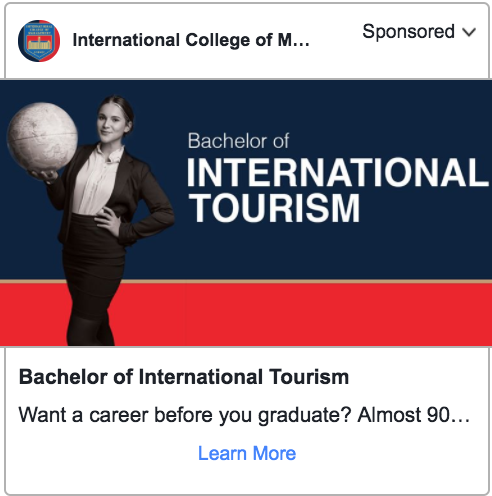 International College of M...
Sponsored
Bachelor of
INTERNATIONAL
TOURISM
Bachelor of International Tourism
Want a career before you graduate? Almost 90...
Learn More